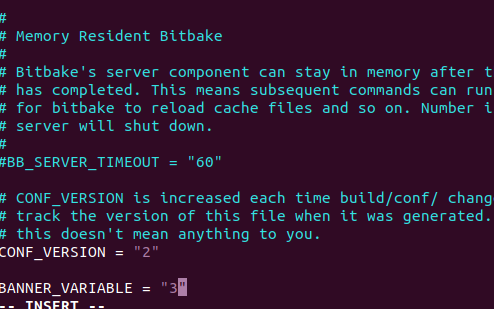 #
# Memory Resident Bitbake
#
# Bitbake's server component can stay in memory after t
# has completed. This means subsequent commands can run
# for bitbake to reload cache files and so on. Number i
# server will shut down.
#
#BB_SERVER_TIMEOUT = "60"
# CONF_VERSION is increased each time build/conf/ chang
# track the version of this file when it was generated.
# this doesn't mean anything to you.
CONF_VERSION = "2"
BANNER_VARIABLE = "3"
-- INSERT --